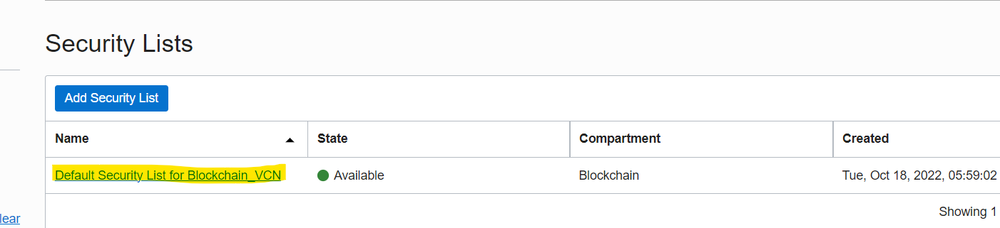 Security Lists
Add Security List
Name State Compartment Created
Default Security List for Blockchain_VCN Available Blockchain Tue, Oct 18, 2022, 05:59:02
Showing 1
lear